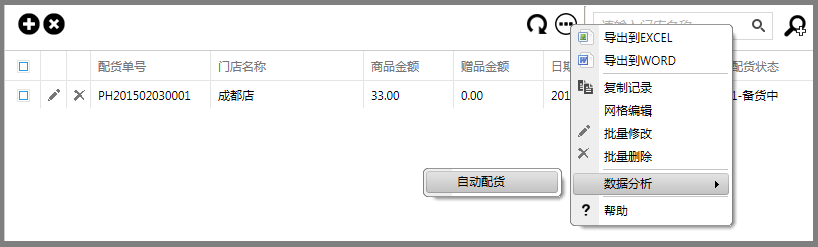 请输入门店名称
配货单号 门店名称 商品金额 赠品金额 日期 配货状态
PH201502030001 成都店 33.00 0.00 201 1-备货中
导出到EXCEL
导出到WORD
复制记录
网格编辑
批量修改
批量删除
数据分析
自动配货
? 帮助